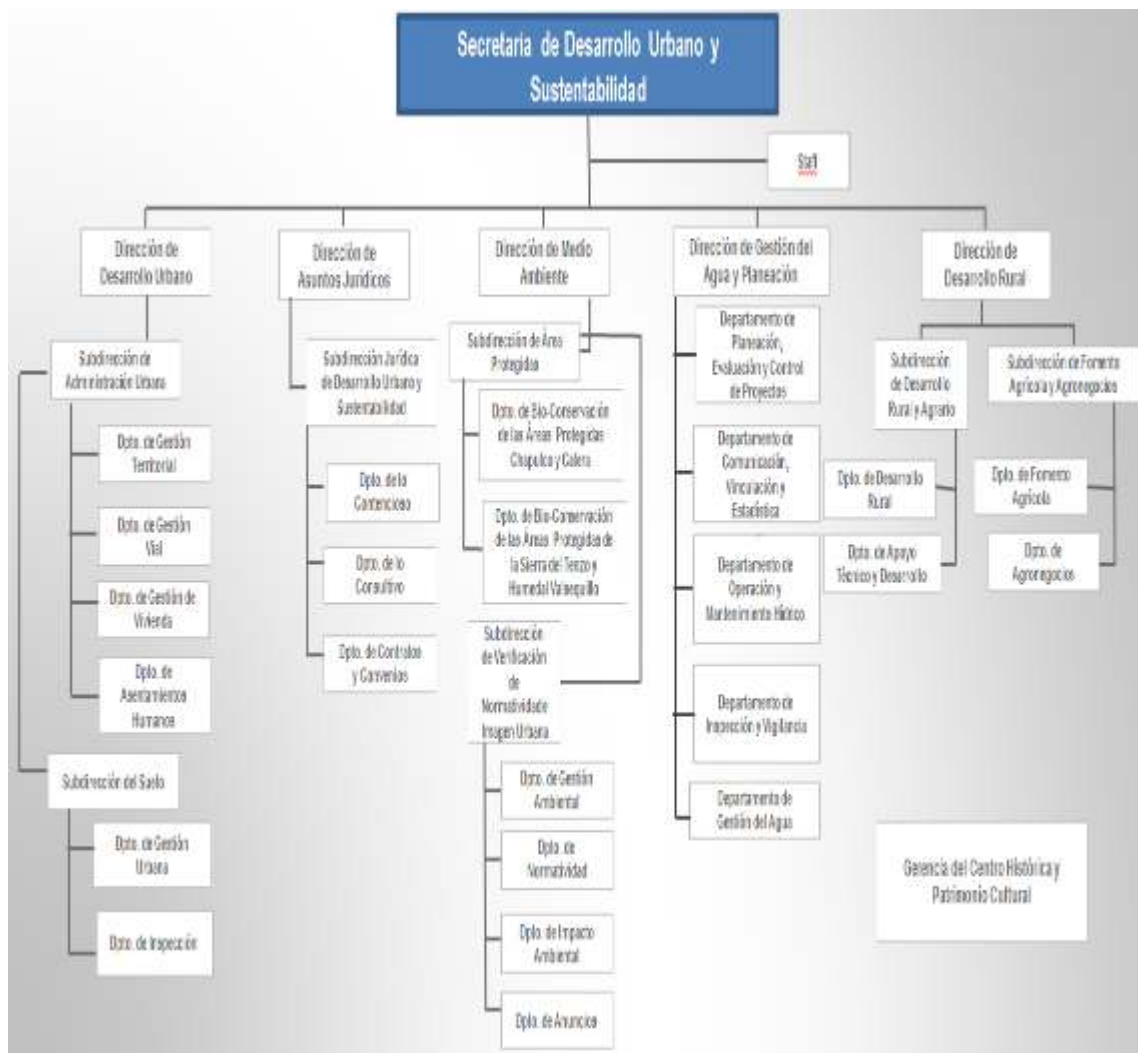 Secretaría de Desarrollo Urbano y
Sustentabilidad
Staff
Dirección de
Desarrollo Urbano
Subdirección de
Administración Urbana
Dpto. de Gestión
Territorial
Dpto. de Gestión
Vial
Dpto. de Gestión de
Vivienda
Dpto. de
Asentamientos
Humanos
Subdirección del Suelo
Dpto. de Gestión
Urbana
Dpto. de Inspección
Dirección de
Asuntos Jurídicos
Subdirección Jurídica
de Desarrollo Urbano y
Sustentabilidad
Dpto. de lo
Contencioso
Dpto. de lo
Consultivo
Dpto. de Contratos
y Convenios
Dirección de Medio
Ambiente
Subdirección de Área
Protegidas
Dpto. de Bio-Conservación
de las Áreas Protegidas
Chapulco y Calera
Dpto. de Bio-Conservación
de las Áreas Protegidas de
la Sierra del Tenzo y
Humedal Valsequillo
Subdirección
de Verificación
de
Normatividad e
Imagen Urbana
Dpto. de Gestión
Ambiental
Dpto. de
Normatividad
Dpto. de Impacto
Ambiental
Dpto. de Anuncios
Dirección de Gestión del
Agua y Planeación
Departamento de
Planeación,
Evaluación y Control
de Proyectos
Departamento de
Comunicación,
Vinculación y
Estadística
Departamento de
Operación y
Mantenimiento Hídrico
Departamento de
Inspección y Vigilancia
Departamento de
Gestión del Agua
Dirección de
Desarrollo Rural
Subdirección
de Desarrollo
Rural y Agrario
Dpto. de Desarrollo
Rural
Dpto. de Apoyo
Técnico y Desarrollo
Subdirección de Fomento
Agrícola y Agronegocios
Dpto. de Fomento
Agrícola
Dpto. de
Agronegocios
Gerencia del Centro Histórica y
Patrimonio Cultural